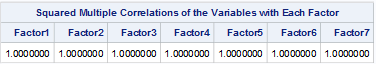 Squared Multiple Correlations of the Variables with Each Factor
Factor1 Factor2 Factor3 Factor4 Factor5 Factor6 Factor7
1.0000000 1.0000000 1.0000000 1.0000000 1.0000000 1.0000000 1.0000000